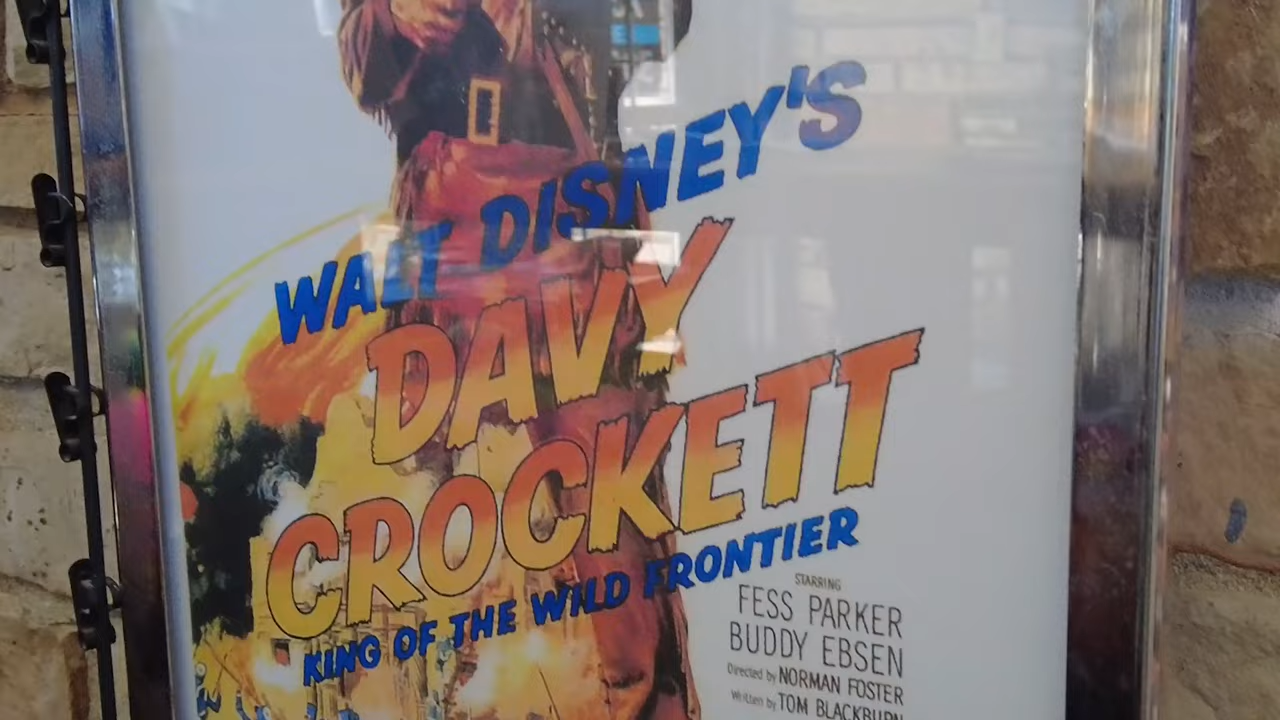 WALT DISNEY'S
DAVY
CROCKETT
KING OF THE WILD FRONTIER
STARRING
FESS PARKER
BUDDY EBSEN
Directed by NORMAN FOSTER
Written by TOM BLACKBURN